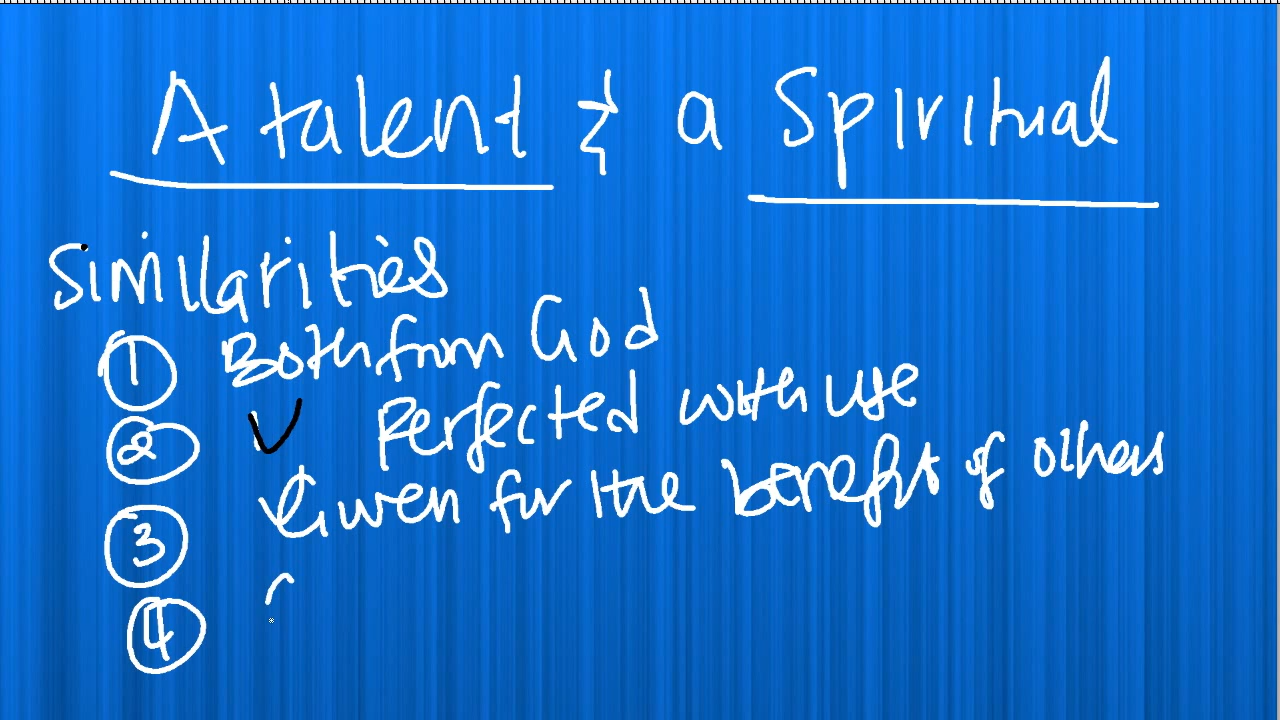 A talent & a Spiritual
Similarities
1 Both from God
2 Perfected with use
3 Given for the benefit of others
4